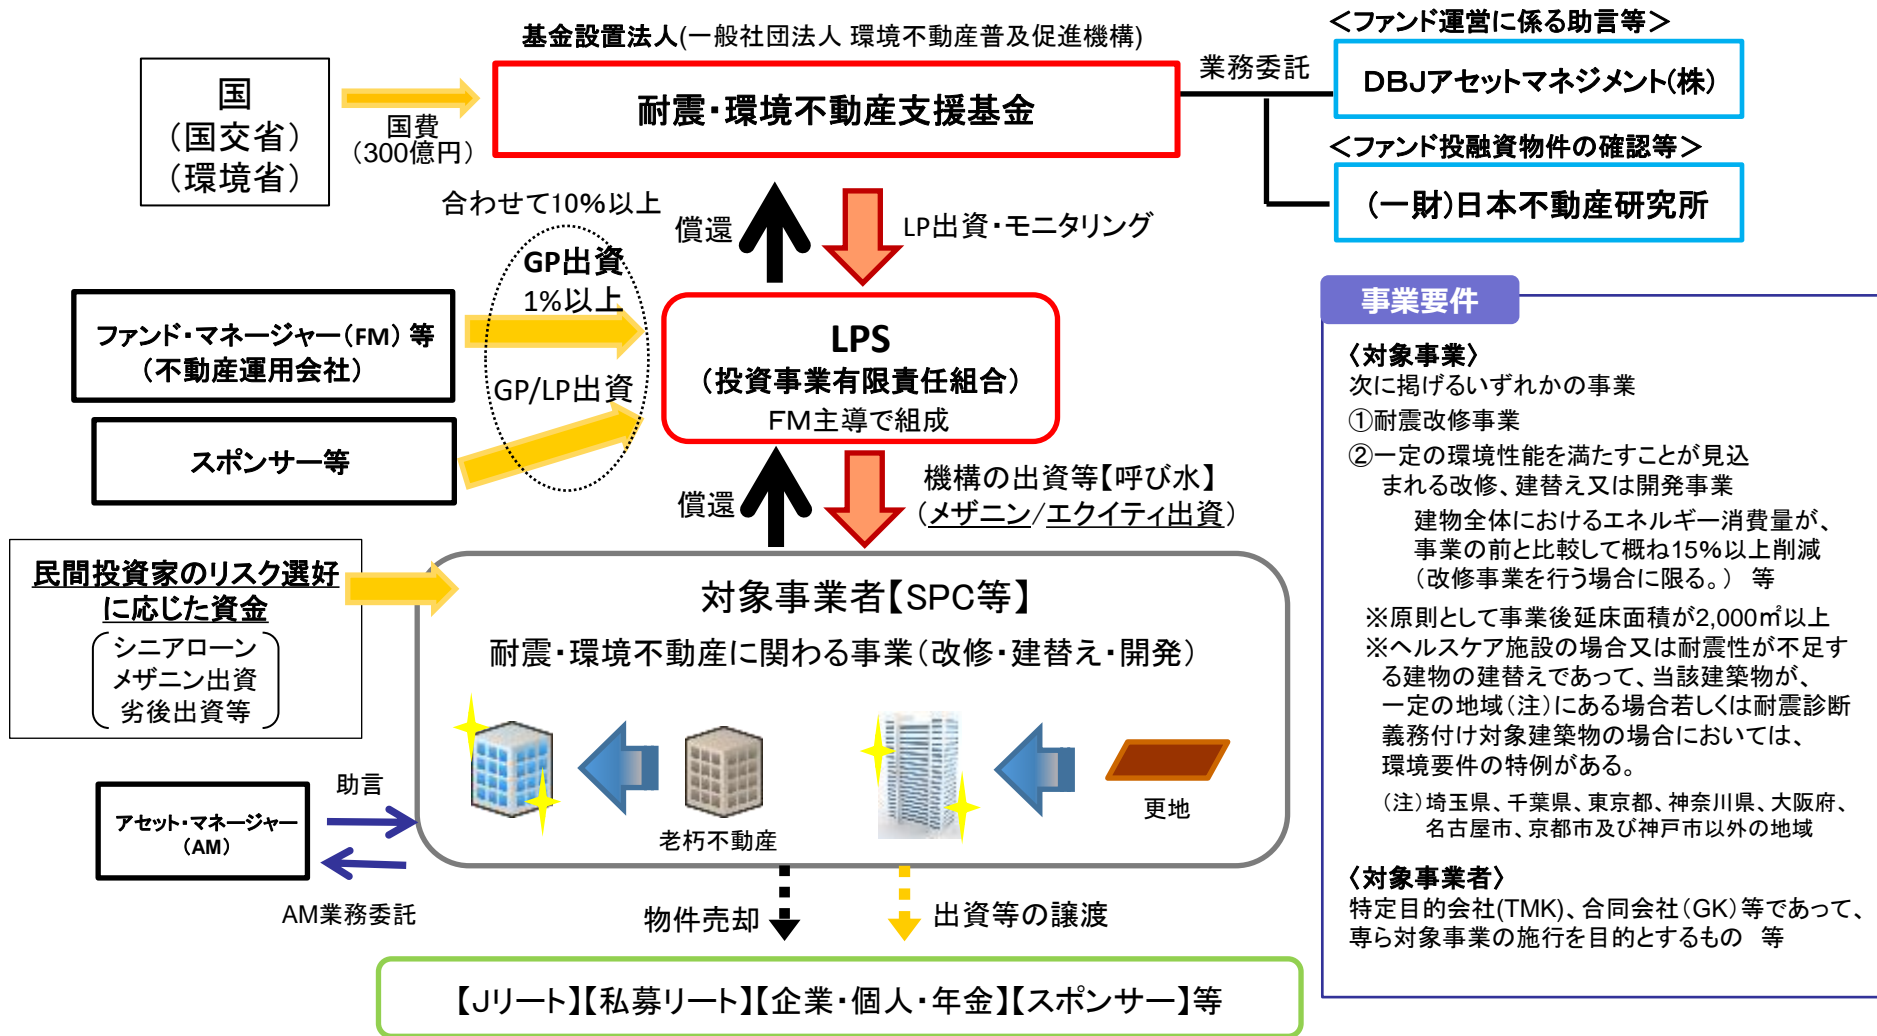 基金設置法人(一般社団法人 環境不動産普及促進機構)
国
(国交省)
(環境省)
国費
(300億円)
耐震・環境不動産支援基金
業務委託
<ファンド運営に係る助言等>
DBJアセットマネジメント(株)
<ファンド投融資物件の確認等>
(一財)日本不動産研究所
合わせて10%以上
償還
LP出資・モニタリング
GP出資
1%以上
GP/LP出資
ファンド・マネージャー(FM) 等
(不動産運用会社)
スポンサー等
LPS
(投資事業有限責任組合)
FM主導で組成
償還
機構の出資等【呼び水】
(メザニン/エクイティ出資)
民間投資家のリスク選好
に応じた資金
シニアローン
メザニン出資
劣後出資等
対象事業者【SPC等】
耐震・環境不動産に関わる事業(改修・建替え・開発)
老朽不動産
更地
アセット・マネージャー
(AM)
助言
AM業務委託
物件売却
出資等の譲渡
【Jリート】【私募リート】【企業・個人・年金】【スポンサー】等
事業要件
〈対象事業〉
次に掲げるいずれかの事業
①耐震改修事業
②一定の環境性能を満たすことが見込
まれる改修、建替え又は開発事業
建物全体におけるエネルギー消費量が、
事業の前と比較して概ね15%以上削減
(改修事業を行う場合に限る。) 等
※原則として事業後延床面積が2,000㎡以上
※ヘルスケア施設の場合又は耐震性が不足す
る建物の建替えであって、当該建築物が、
一定の地域(注)にある場合若しくは耐震診断
義務付け対象建築物の場合においては、
環境要件の特例がある。
(注)埼玉県、千葉県、東京都、神奈川県、大阪府、
名古屋市、京都市及び神戸市以外の地域
〈対象事業者〉
特定目的会社(TMK)、合同会社(GK)等であって、
専ら対象事業の施行を目的とするもの 等